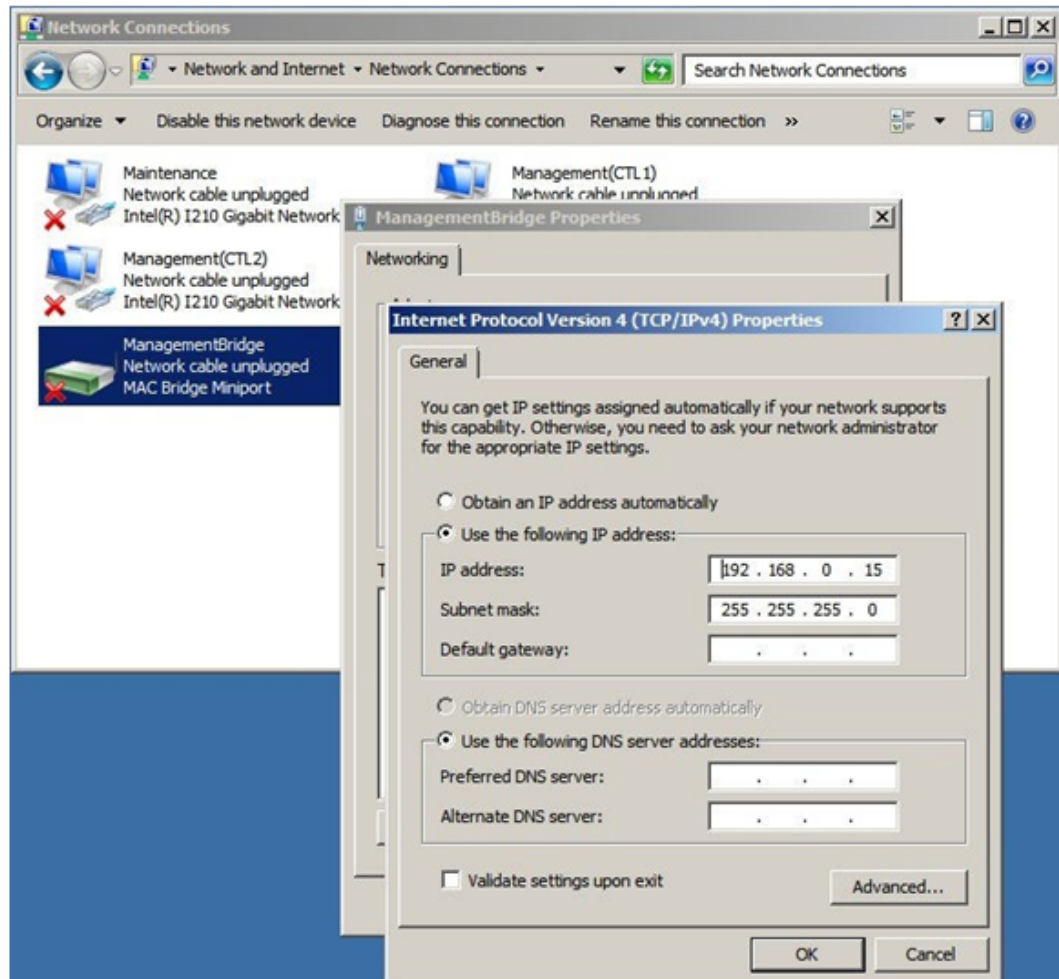 Network Connections
Network and Internet Network Connections
Search Network Connections
Organize
Disable this network device
Diagnose this connection
Rename this connection
»
Maintenance
Network cable unplugged
Intel(R) I210 Gigabit Network
Management(CTL1)
Network cable unplugged
Management(CTL2)
Network cable unplugged
Intel(R) I210 Gigabit Network
ManagementBridge
Network cable unplugged
MAC Bridge Miniport
ManagementBridge Properties
Networking
T
Internet Protocol Version 4 (TCP/IPv4) Properties
General
You can get IP settings assigned automatically if your network supports
this capability. Otherwise, you need to ask your network administrator
for the appropriate IP settings.
Obtain an IP address automatically
Use the following IP address:
IP address: 192 . 168 . 0 . 15
Subnet mask: 255 . 255 . 255 . 0
Default gateway: . . .
Obtain DNS server address automatically
Use the following DNS server addresses:
Preferred DNS server: . . .
Alternate DNS server: . . .
Validate settings upon exit
Advanced...
OK
Cancel